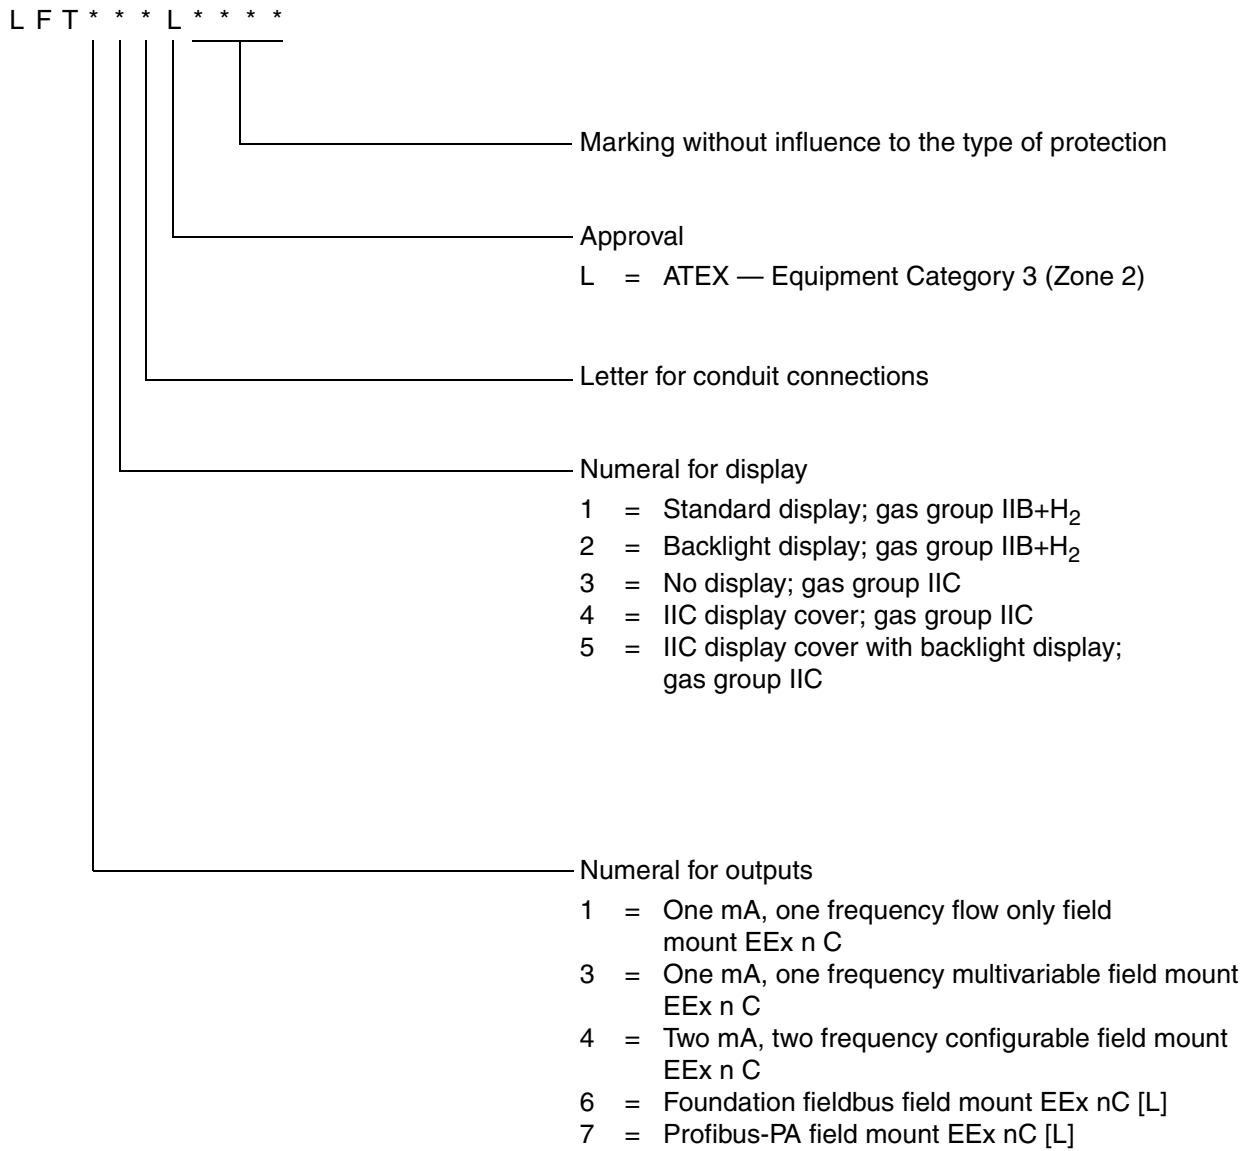 L F T * * * L * * * *
Marking without influence to the type of protection
Approval
L = ATEX — Equipment Category 3 (Zone 2)
Letter for conduit connections
Numeral for display
1 = Standard display; gas group IIB+H2
2 = Backlight display; gas group IIB+H2
3 = No display; gas group IIC
4 = IIC display cover; gas group IIC
5 = IIC display cover with backlight display;
gas group IIC
Numeral for outputs
1 = One mA, one frequency flow only field
mount EEx n C
3 = One mA, one frequency multivariable field mount
EEx n C
4 = Two mA, two frequency configurable field mount
EEx n C
6 = Foundation fieldbus field mount EEx nC [L]
7 = Profibus-PA field mount EEx nC [L]